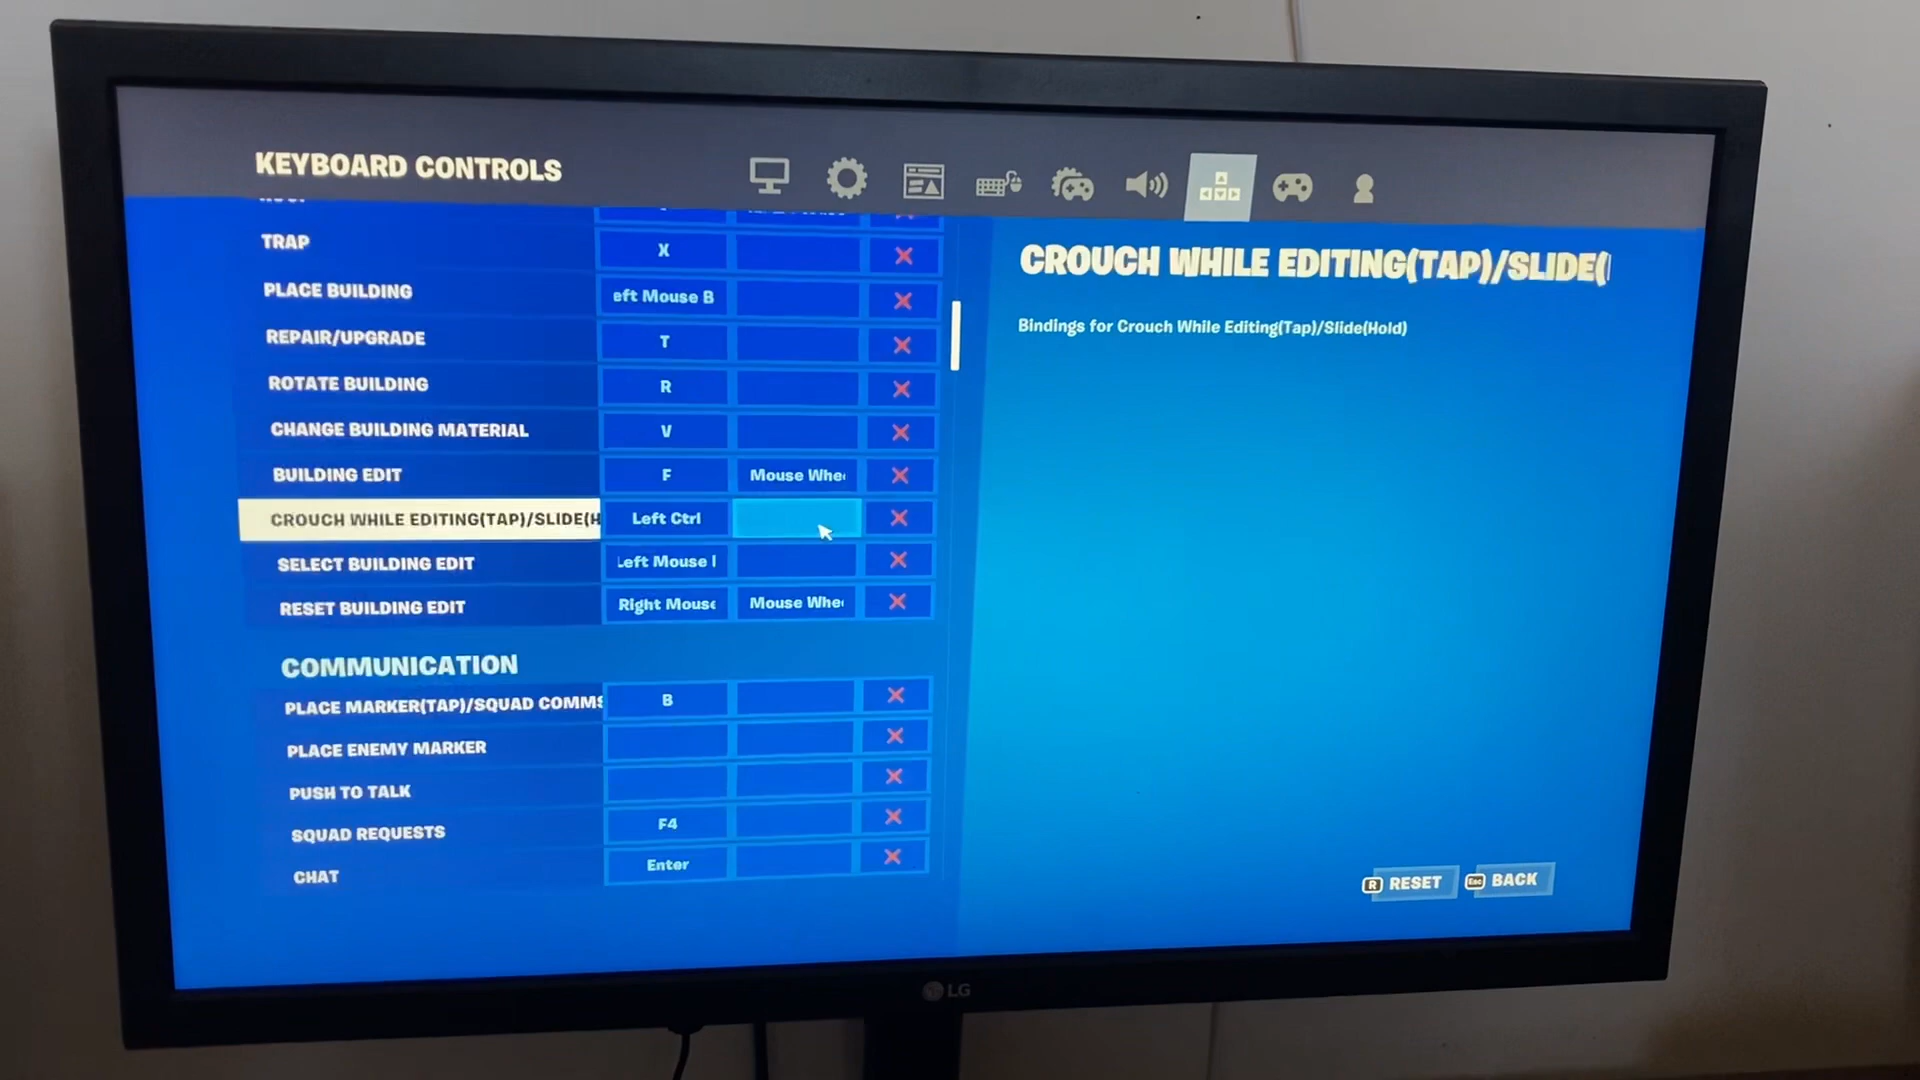 KEYBOARD CONTROLS
TRAP X
PLACE BUILDING eft Mouse B
REPAIR/UPGRADE T
ROTATE BUILDING R
CHANGE BUILDING MATERIAL V
BUILDING EDIT F Mouse Whe
CROUCH WHILE EDITING(TAP)/SLIDE(H Left Ctrl
SELECT BUILDING EDIT Left Mouse
RESET BUILDING EDIT Right Mouse Mouse Whe
COMMUNICATION
PLACE MARKER(TAP)/SQUAD COMMS B
PLACE ENEMY MARKER
PUSH TO TALK
SQUAD REQUESTS F4
CHAT Enter
CROUCH WHILE EDITING(TAP)/SLIDE(
Bindings for Crouch While Editing(Tap)/Slide(Hold)
R RESET Esc BACK
LG